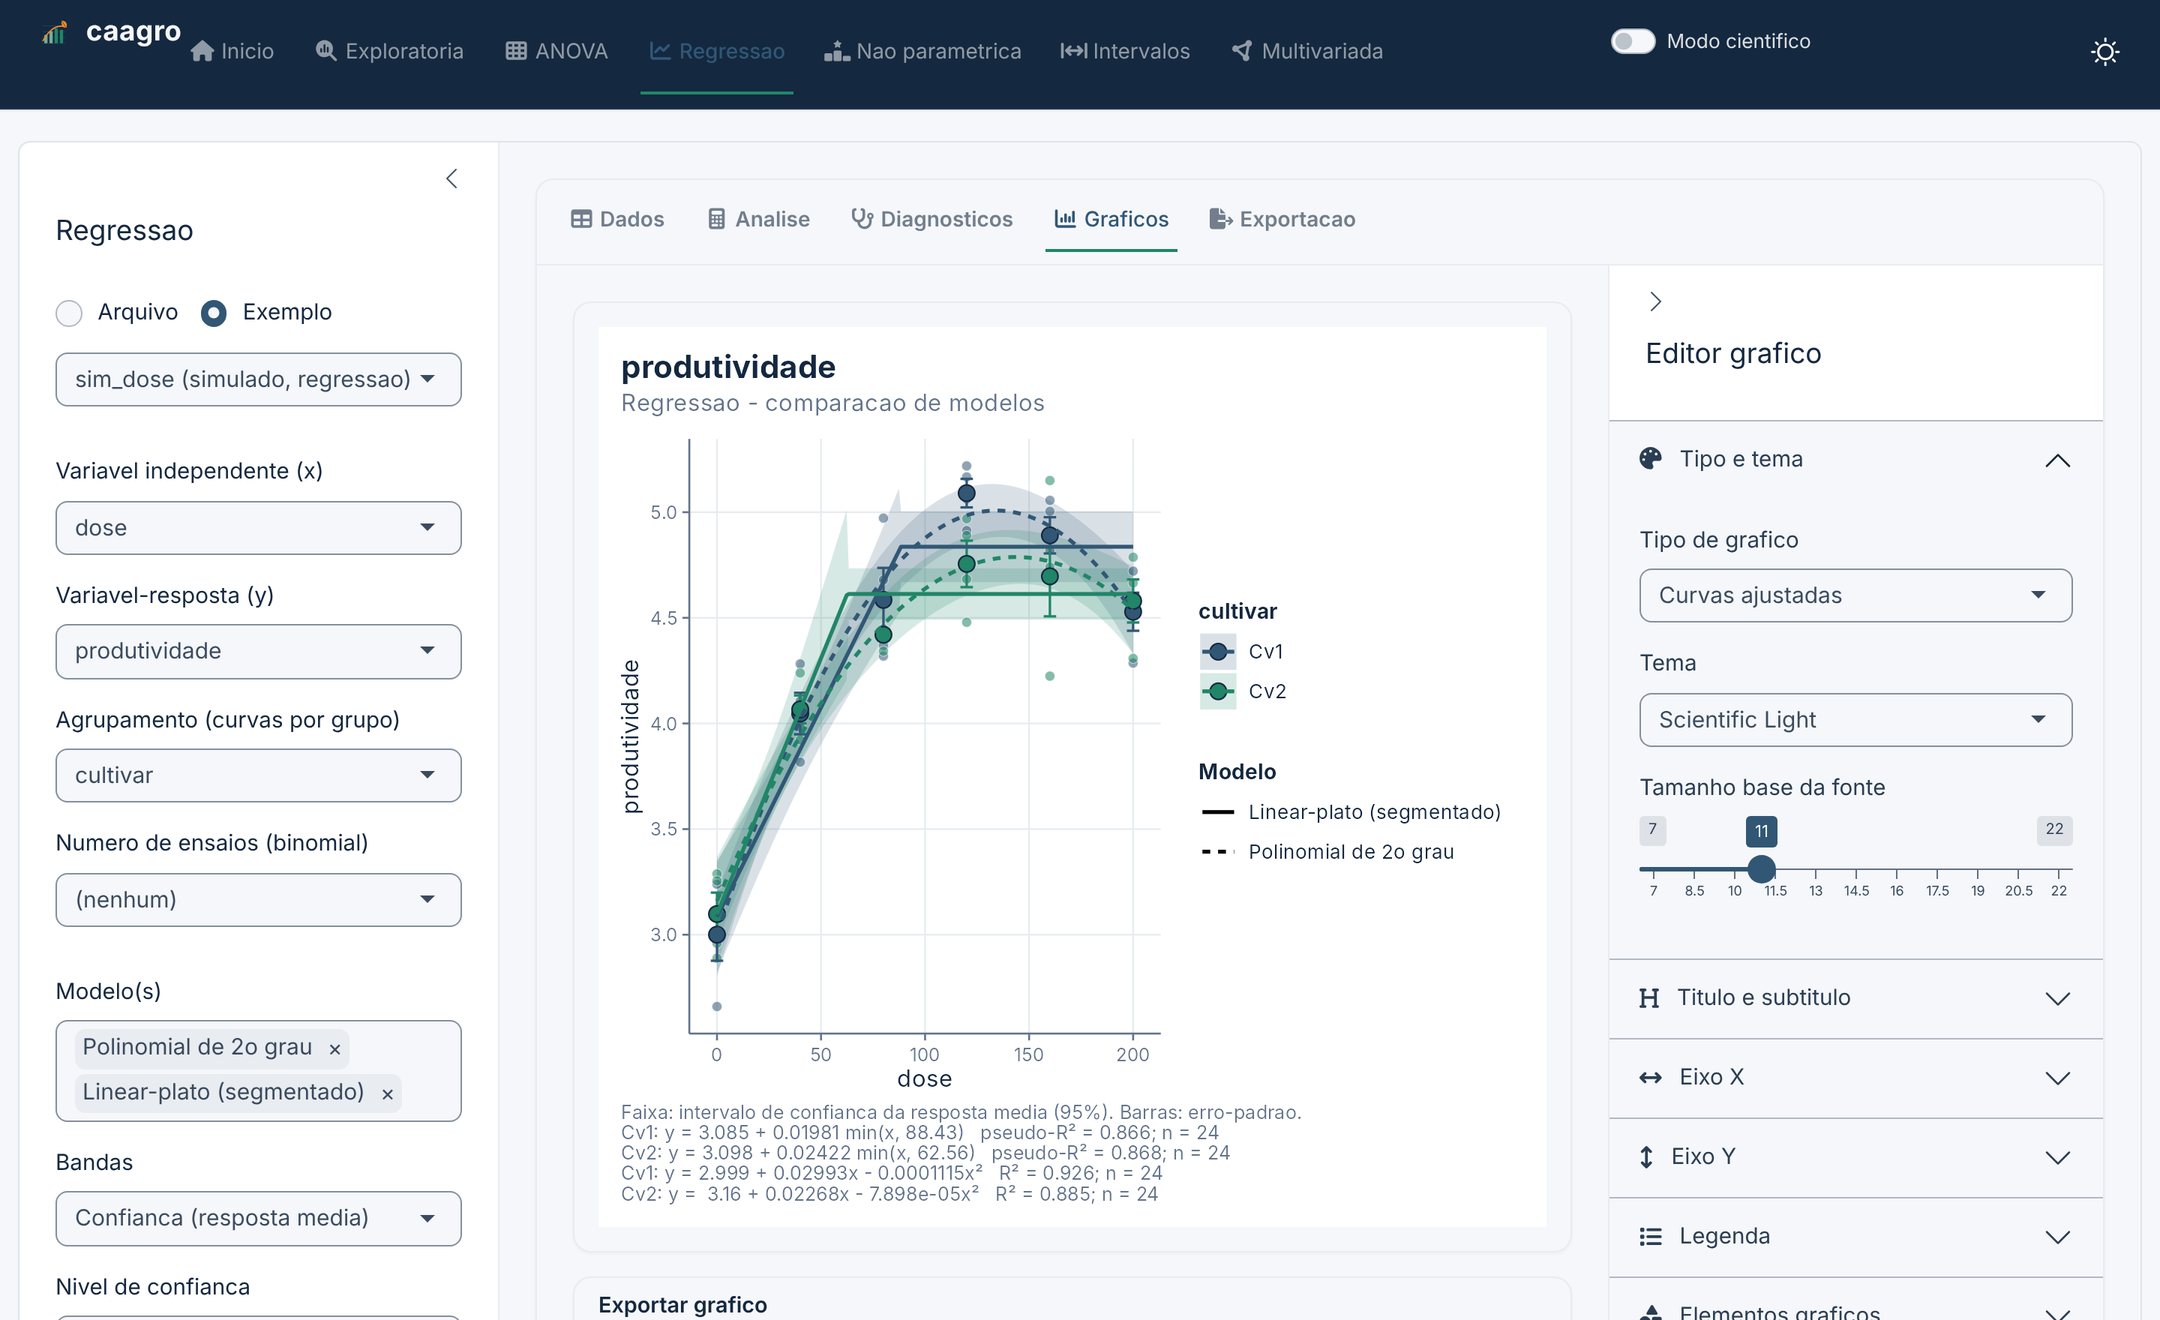 caagro
Inicio
Exploratoria
ANOVA
Regressao
Nao parametrica
Intervalos
Multivariada
Modo cientifico
Regressao
Arquivo
Exemplo
sim_dose (simulado, regressao)
Variavel independente (x)
dose
Variavel-resposta (y)
produtividade
Agrupamento (curvas por grupo)
cultivar
Numero de ensaios (binomial)
(nenhum)
Modelo(s)
Polinomial de 2o grau ×
Linear-plato (segmentado) ×
Bandas
Confianca (resposta media)
Nivel de confianca
Dados
Analise
Diagnosticos
Graficos
Exportacao
produtividade
Regressao - comparacao de modelos
produtividade
5.0
4.5
4.0
3.5
3.0
0
50
100
150
200
dose
cultivar
Cv1
Cv2
Modelo
Linear-plato (segmentado)
Polinomial de 2o grau
Faixa: intervalo de confianca da resposta media (95%). Barras: erro-padrao.
Cv1: y = 3.085 + 0.01981 min(x, 88.43) pseudo-R² = 0.866; n = 24
Cv2: y = 3.098 + 0.02422 min(x, 62.56) pseudo-R² = 0.868; n = 24
Cv1: y = 2.999 + 0.02993x - 0.0001115x² R² = 0.926; n = 24
Cv2: y = 3.16 + 0.02268x - 7.898e-05x² R² = 0.885; n = 24
Exportar grafico
Editor grafico
Tipo e tema
Tipo de grafico
Curvas ajustadas
Tema
Scientific Light
Tamanho base da fonte
7
11
22
7
8.5
10
11.5
13
14.5
16
17.5
19
20.5
22
Titulo e subtitulo
Eixo X
Eixo Y
Legenda
Elementos graficos